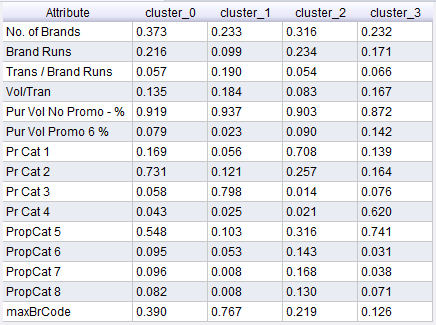 Attribute cluster_0 cluster_1 cluster_2 cluster_3
No. of Brands 0.373 0.233 0.316 0.232
Brand Runs 0.216 0.099 0.234 0.171
Trans / Brand Runs 0.057 0.190 0.054 0.066
Vol/Tran 0.135 0.184 0.083 0.167
Pur Vol No Promo - % 0.919 0.937 0.903 0.872
Pur Vol Promo 6 % 0.079 0.023 0.090 0.142
Pr Cat 1 0.169 0.056 0.708 0.139
Pr Cat 2 0.731 0.121 0.257 0.164
Pr Cat 3 0.058 0.798 0.014 0.076
Pr Cat 4 0.043 0.025 0.021 0.620
PropCat 5 0.548 0.103 0.316 0.741
PropCat 6 0.095 0.053 0.143 0.031
PropCat 7 0.096 0.008 0.168 0.038
PropCat 8 0.082 0.008 0.130 0.071
maxBrCode 0.390 0.767 0.219 0.126